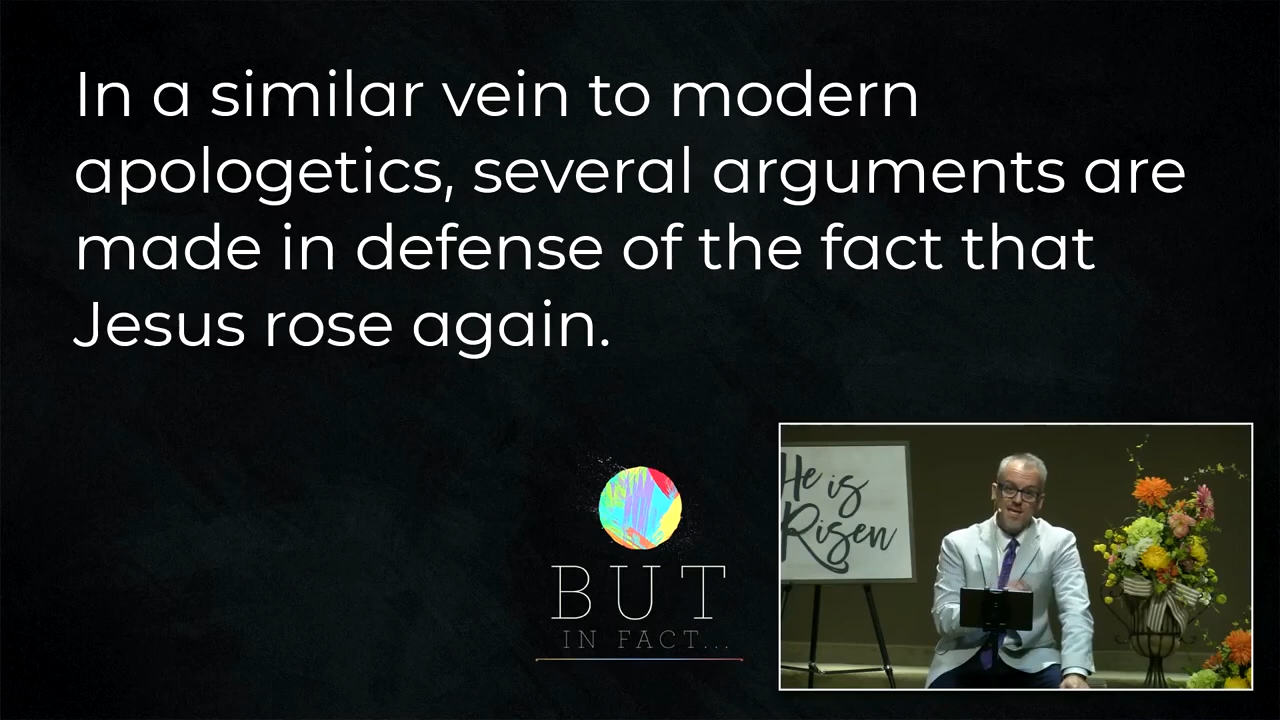 In a similar vein to modern
apologetics, several arguments are
made in defense of the fact that
Jesus rose again.
BUT
IN FACT...
He is
Risen